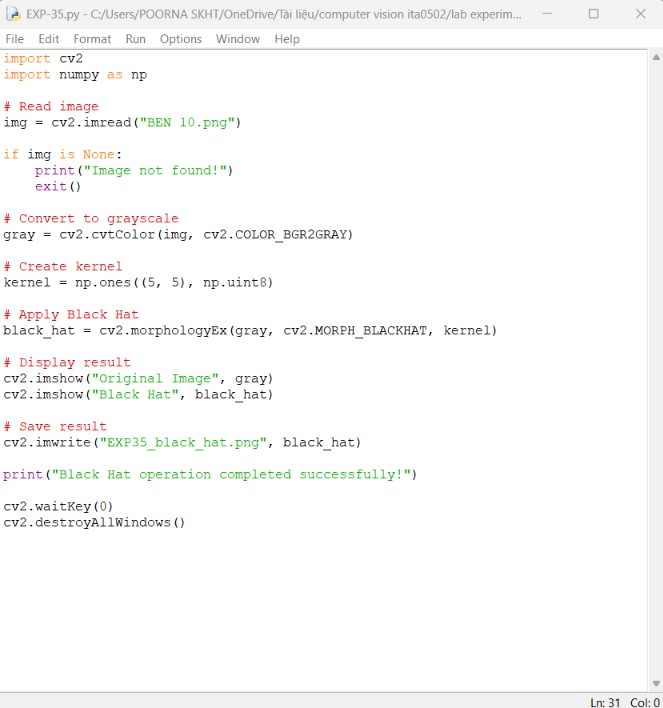 EXP-35.py - C:/Users/POORNA SKHT/OneDrive/Tài liệu/computer vision ita0502/lab experim...
File Edit Format Run Options Window Help
import cv2
import numpy as np

# Read image
img = cv2.imread("BEN 10.png")

if img is None:
    print("Image not found!")
    exit()

# Convert to grayscale
gray = cv2.cvtColor(img, cv2.COLOR_BGR2GRAY)

# Create kernel
kernel = np.ones((5, 5), np.uint8)

# Apply Black Hat
black_hat = cv2.morphologyEx(gray, cv2.MORPH_BLACKHAT, kernel)

# Display result
cv2.imshow("Original Image", gray)
cv2.imshow("Black Hat", black_hat)

# Save result
cv2.imwrite("EXP35_black_hat.png", black_hat)

print("Black Hat operation completed successfully!")

cv2.waitKey(0)
cv2.destroyAllWindows()
Ln: 31 Col: 0